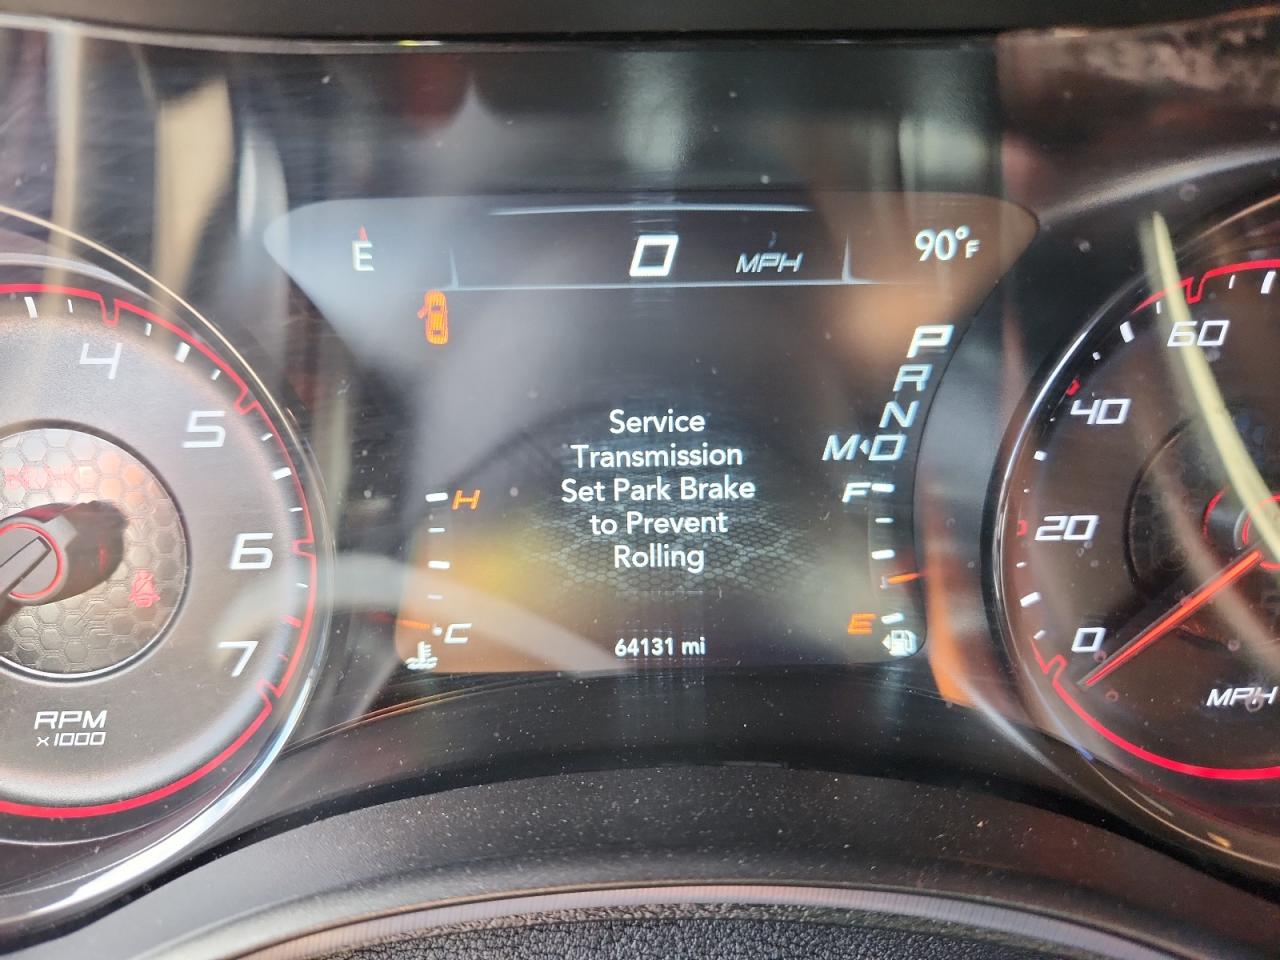 E 0 MPH 90°F
P
R
N
M D
Service
Transmission
Set Park Brake
to Prevent
Rolling
H
C
F
E
64131 mi
4
5
6
7
RPM
x1000
60
40
20
0
MPH